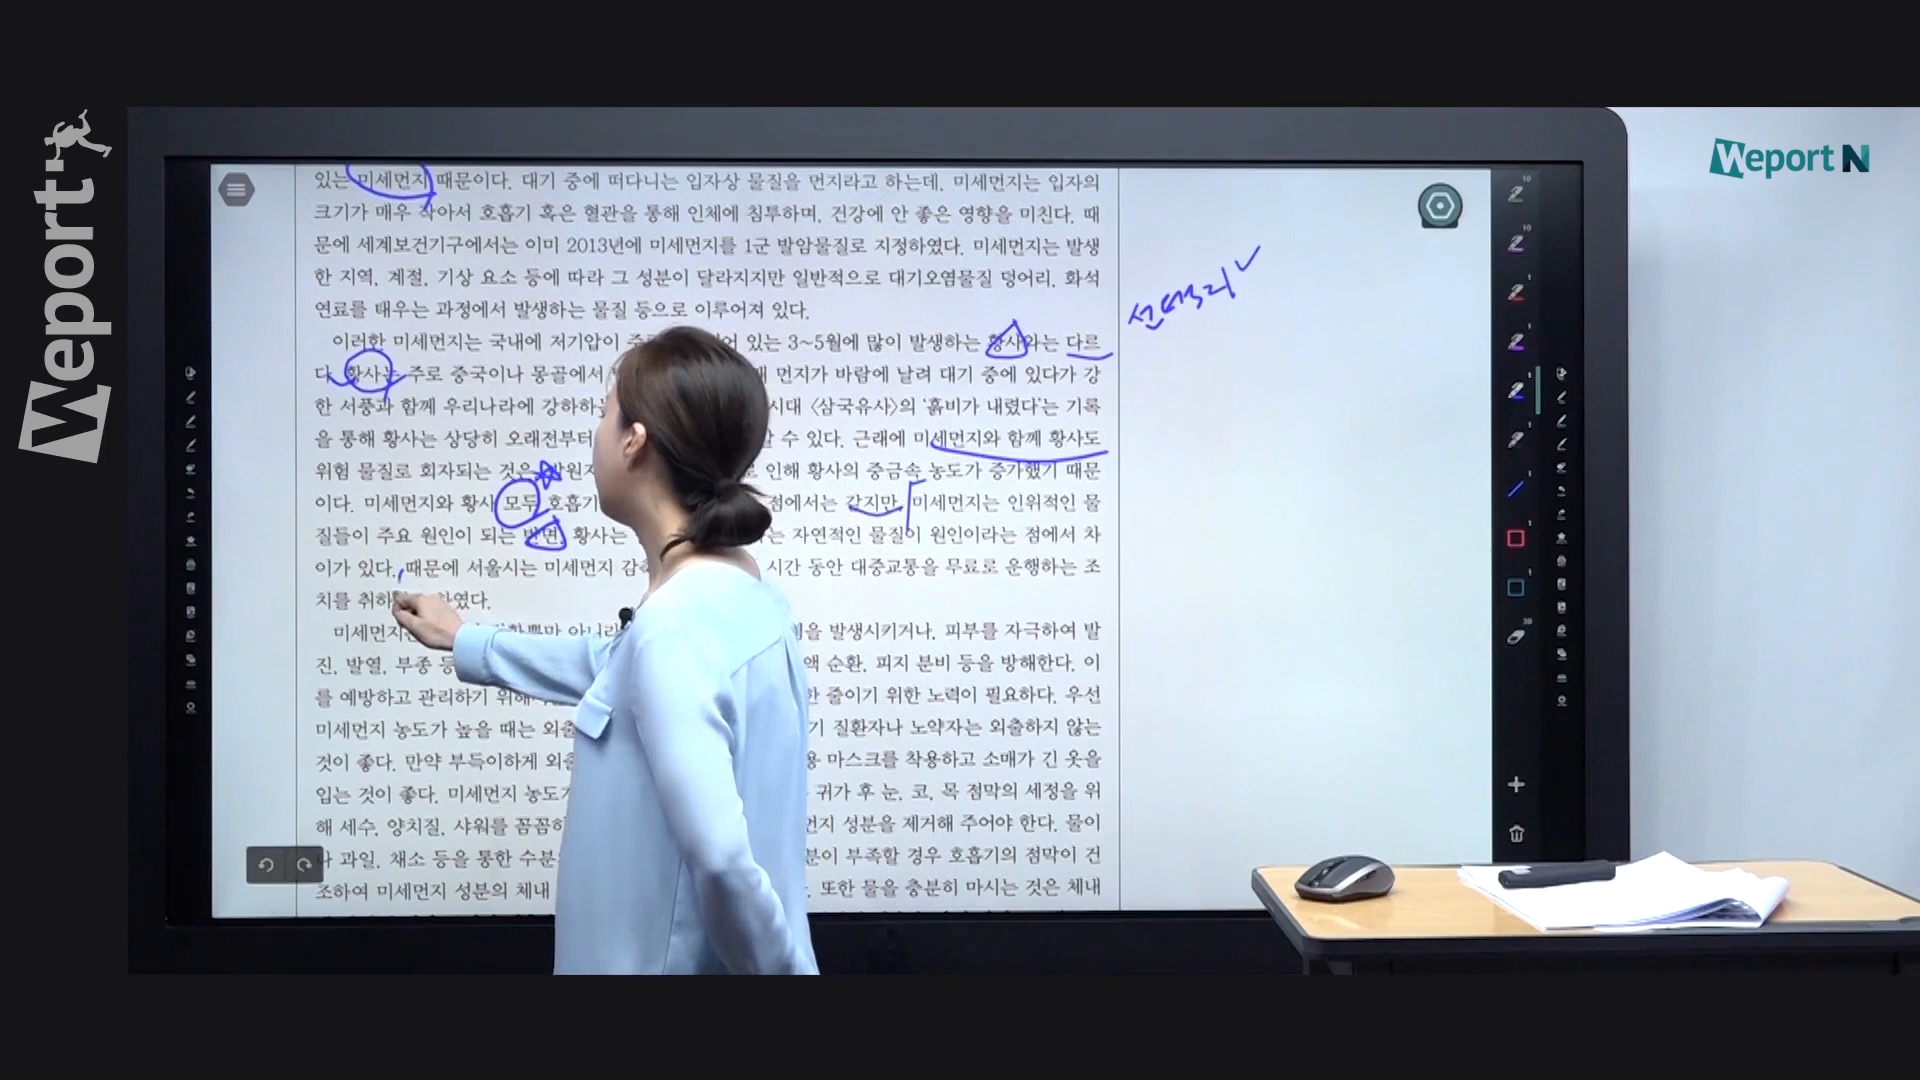 Weport'
Weport N
있는 미세먼지 때문이다. 대기 중에 떠다니는 입자상 물질을 먼지라고 하는데, 미세먼지는 입자의
크기가 매우 작아서 호흡기 혹은 혈관을 통해 인체에 침투하며, 건강에 안 좋은 영향을 미친다. 때
문에 세계보건기구에서는 이미 2013년에 미세먼지를 1군 발암물질로 지정하였다. 미세먼지는 발생
한 지역, 계절, 기상 요소 등에 따라 그 성분이 달라지지만 일반적으로 대기오염물질 덩어리, 화석
연료를 태우는 과정에서 발생하는 물질 등으로 이루어져 있다.
선택지
이러한 미세먼지는 국내에 저기압이 있는 3~5월에 많이 발생하는 황사와는 다르
다. 황사는 주로 중국이나 몽골에서 먼지가 바람에 날려 대기 중에 있다가 강
한 서풍과 함께 우리나라에 강하하는 시대 〈삼국유사〉의 '흙비가 내렸다'는 기록
을 통해 황사는 상당히 오래전부터 수 있다. 근래에 미세먼지와 함께 황사도
위험 물질로 회자되는 것은 인해 황사의 중금속 농도가 증가했기 때문
이다. 미세먼지와 황사 모두 호흡기 점에서는 같지만 미세먼지는 인위적인 물
질들이 주요 원인이 되는 반면, 황사는 자연적인 물질이 원인이라는 점에서 차
이가 있다. 때문에 서울시는 미세먼지 시간 동안 대중교통을 무료로 운행하는 조
치를
미세먼지는 아니라 발생시키거나, 피부를 자극하여 발
진, 발열, 부종 순환, 피지 분비 등을 방해한다. 이
를 예방하고 관리하기 줄이기 위한 노력이 필요하다. 우선
미세먼지 농도가 높을 때는 질환자나 노약자는 외출하지 않는
것이 좋다. 만약 부득이하게 마스크를 착용하고 소매가 긴 옷을
입는 것이 좋다. 미세먼지 귀가 후 눈, 코, 목 점막의 세정을 위
해 세수, 양치질, 샤워를 성분을 제거해 주어야 한다. 물이
나 과일, 채소 등을 통한 부족할 경우 호흡기의 점막이 건
조하여 미세먼지 성분의 체내 또한 물을 충분히 마시는 것은 체내